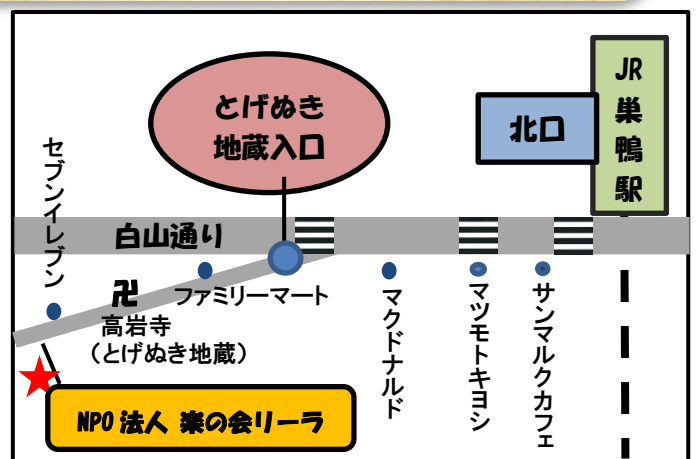 JR
巣
鴨
駅
北口
とげぬき
地蔵入口
セブンイレブン
白山通り
卍
ファミリーマート
高岩寺
(とげぬき地蔵)
マクドナルド
マツモトキヨシ
サンマルクカフェ
NPO法人 楽の会リーラ